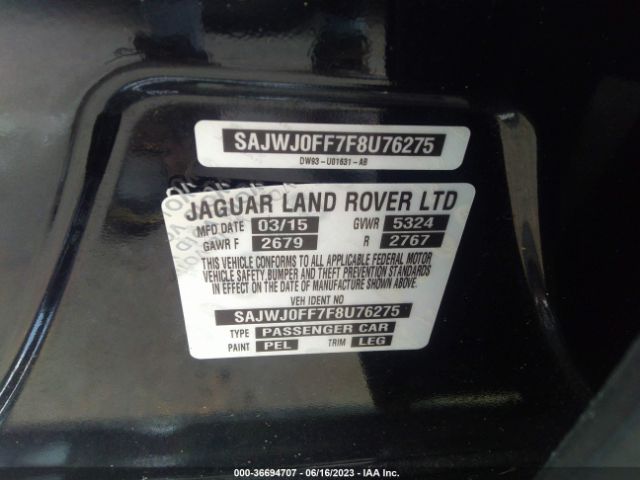 SAJWJ0FF7F8U76275
DW93-U01631-AB
JAGUAR LAND ROVER LTD
MFD DATE 03/15 GVWR 5324
GAWR F 2679 R 2767
THIS VEHICLE CONFORMS TO ALL APPLICABLE FEDERAL MOTOR
VEHICLE SAFETY,BUMPER AND THEFT PREVENTION STANDARDS
IN EFFECT ON THE DATE OF MANUFACTURE SHOWN ABOVE.
VEH IDENT NO
SAJWJ0FF7F8U76275
TYPE PASSENGER CAR
PAINT PEL TRIM LEG
000-36694707 - 06/16/2023 - IAA Inc.